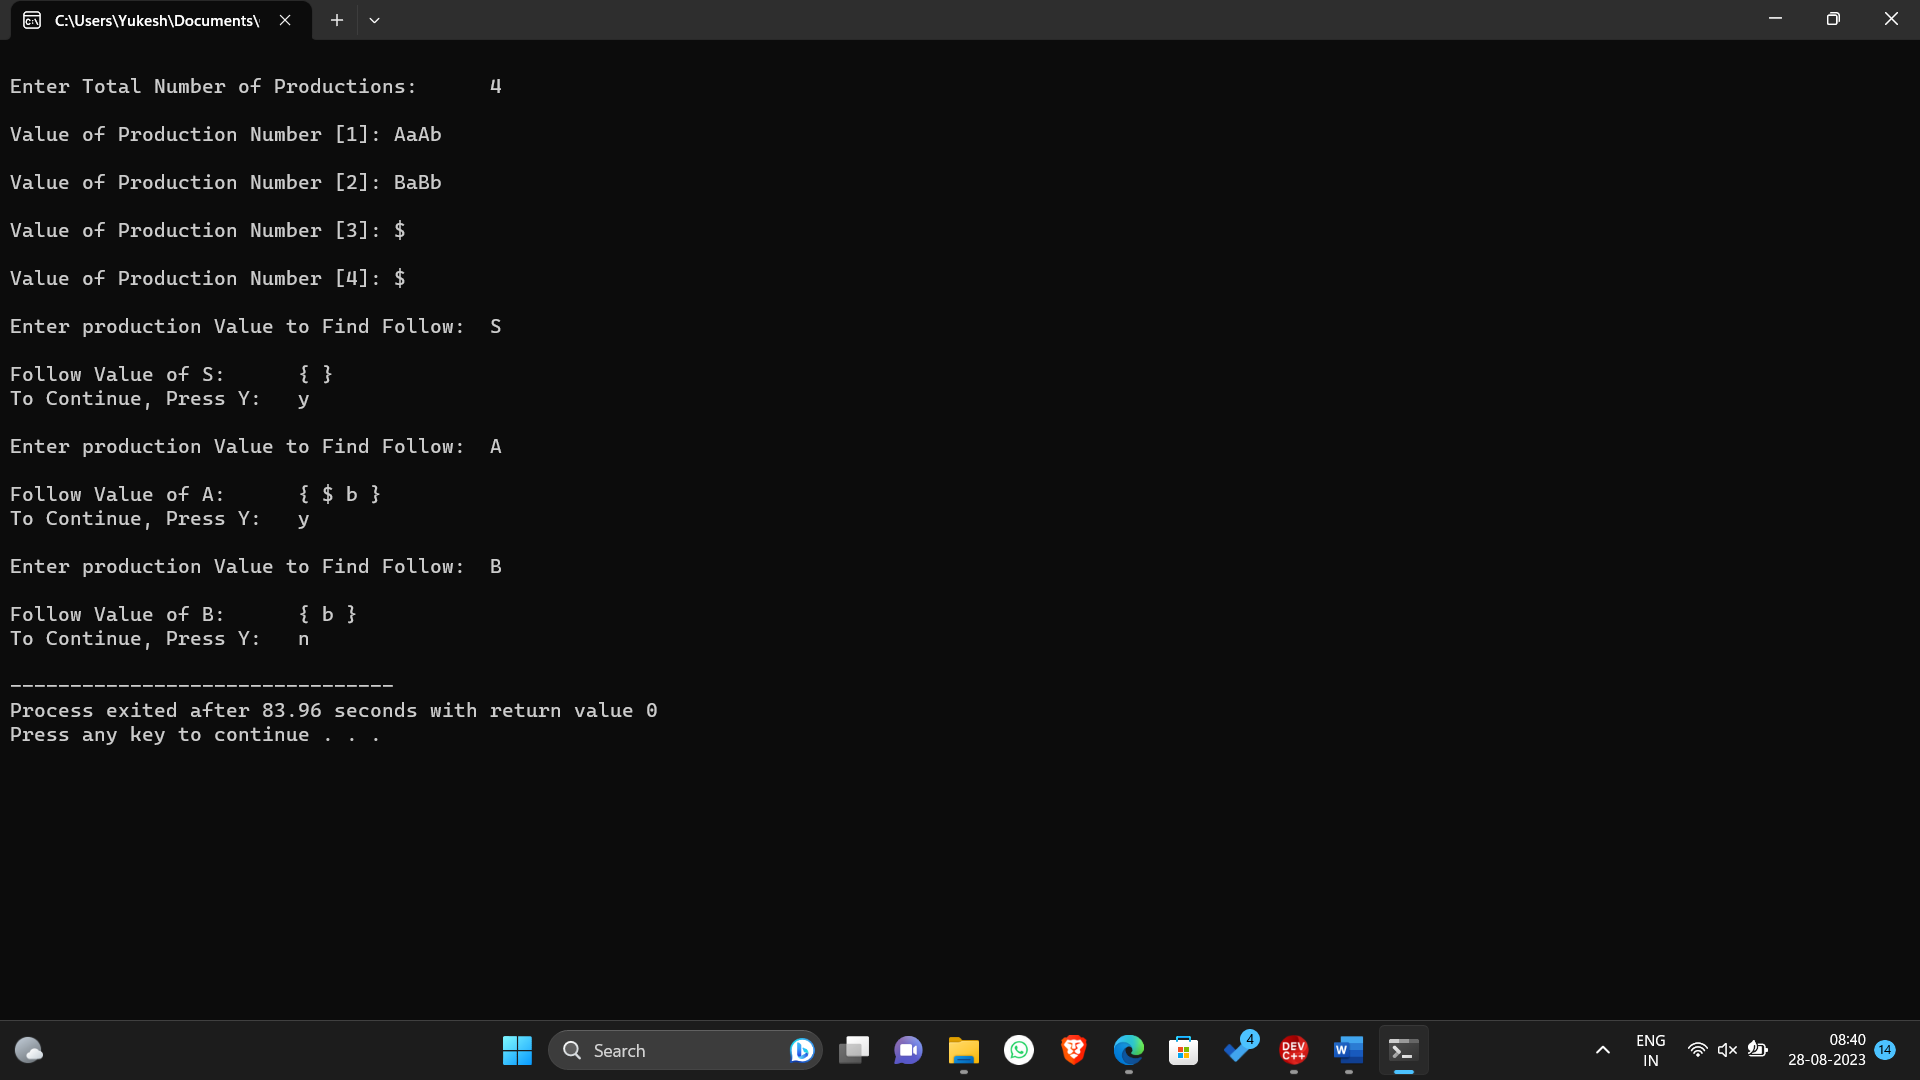 C:\Users\Yukesh\Documents\
Enter Total Number of Productions: 4
Value of Production Number [1]: AaAb
Value of Production Number [2]: BaBb
Value of Production Number [3]: $
Value of Production Number [4]: $
Enter production Value to Find Follow: S
Follow Value of S: { }
To Continue, Press Y: y
Enter production Value to Find Follow: A
Follow Value of A: { $ b }
To Continue, Press Y: y
Enter production Value to Find Follow: B
Follow Value of B: { b }
To Continue, Press Y: n
--------------------------------
Process exited after 83.96 seconds with return value 0
Press any key to continue . . .
Search
4
DEV C++
W
ENG
IN
08:40
28-08-2023
14